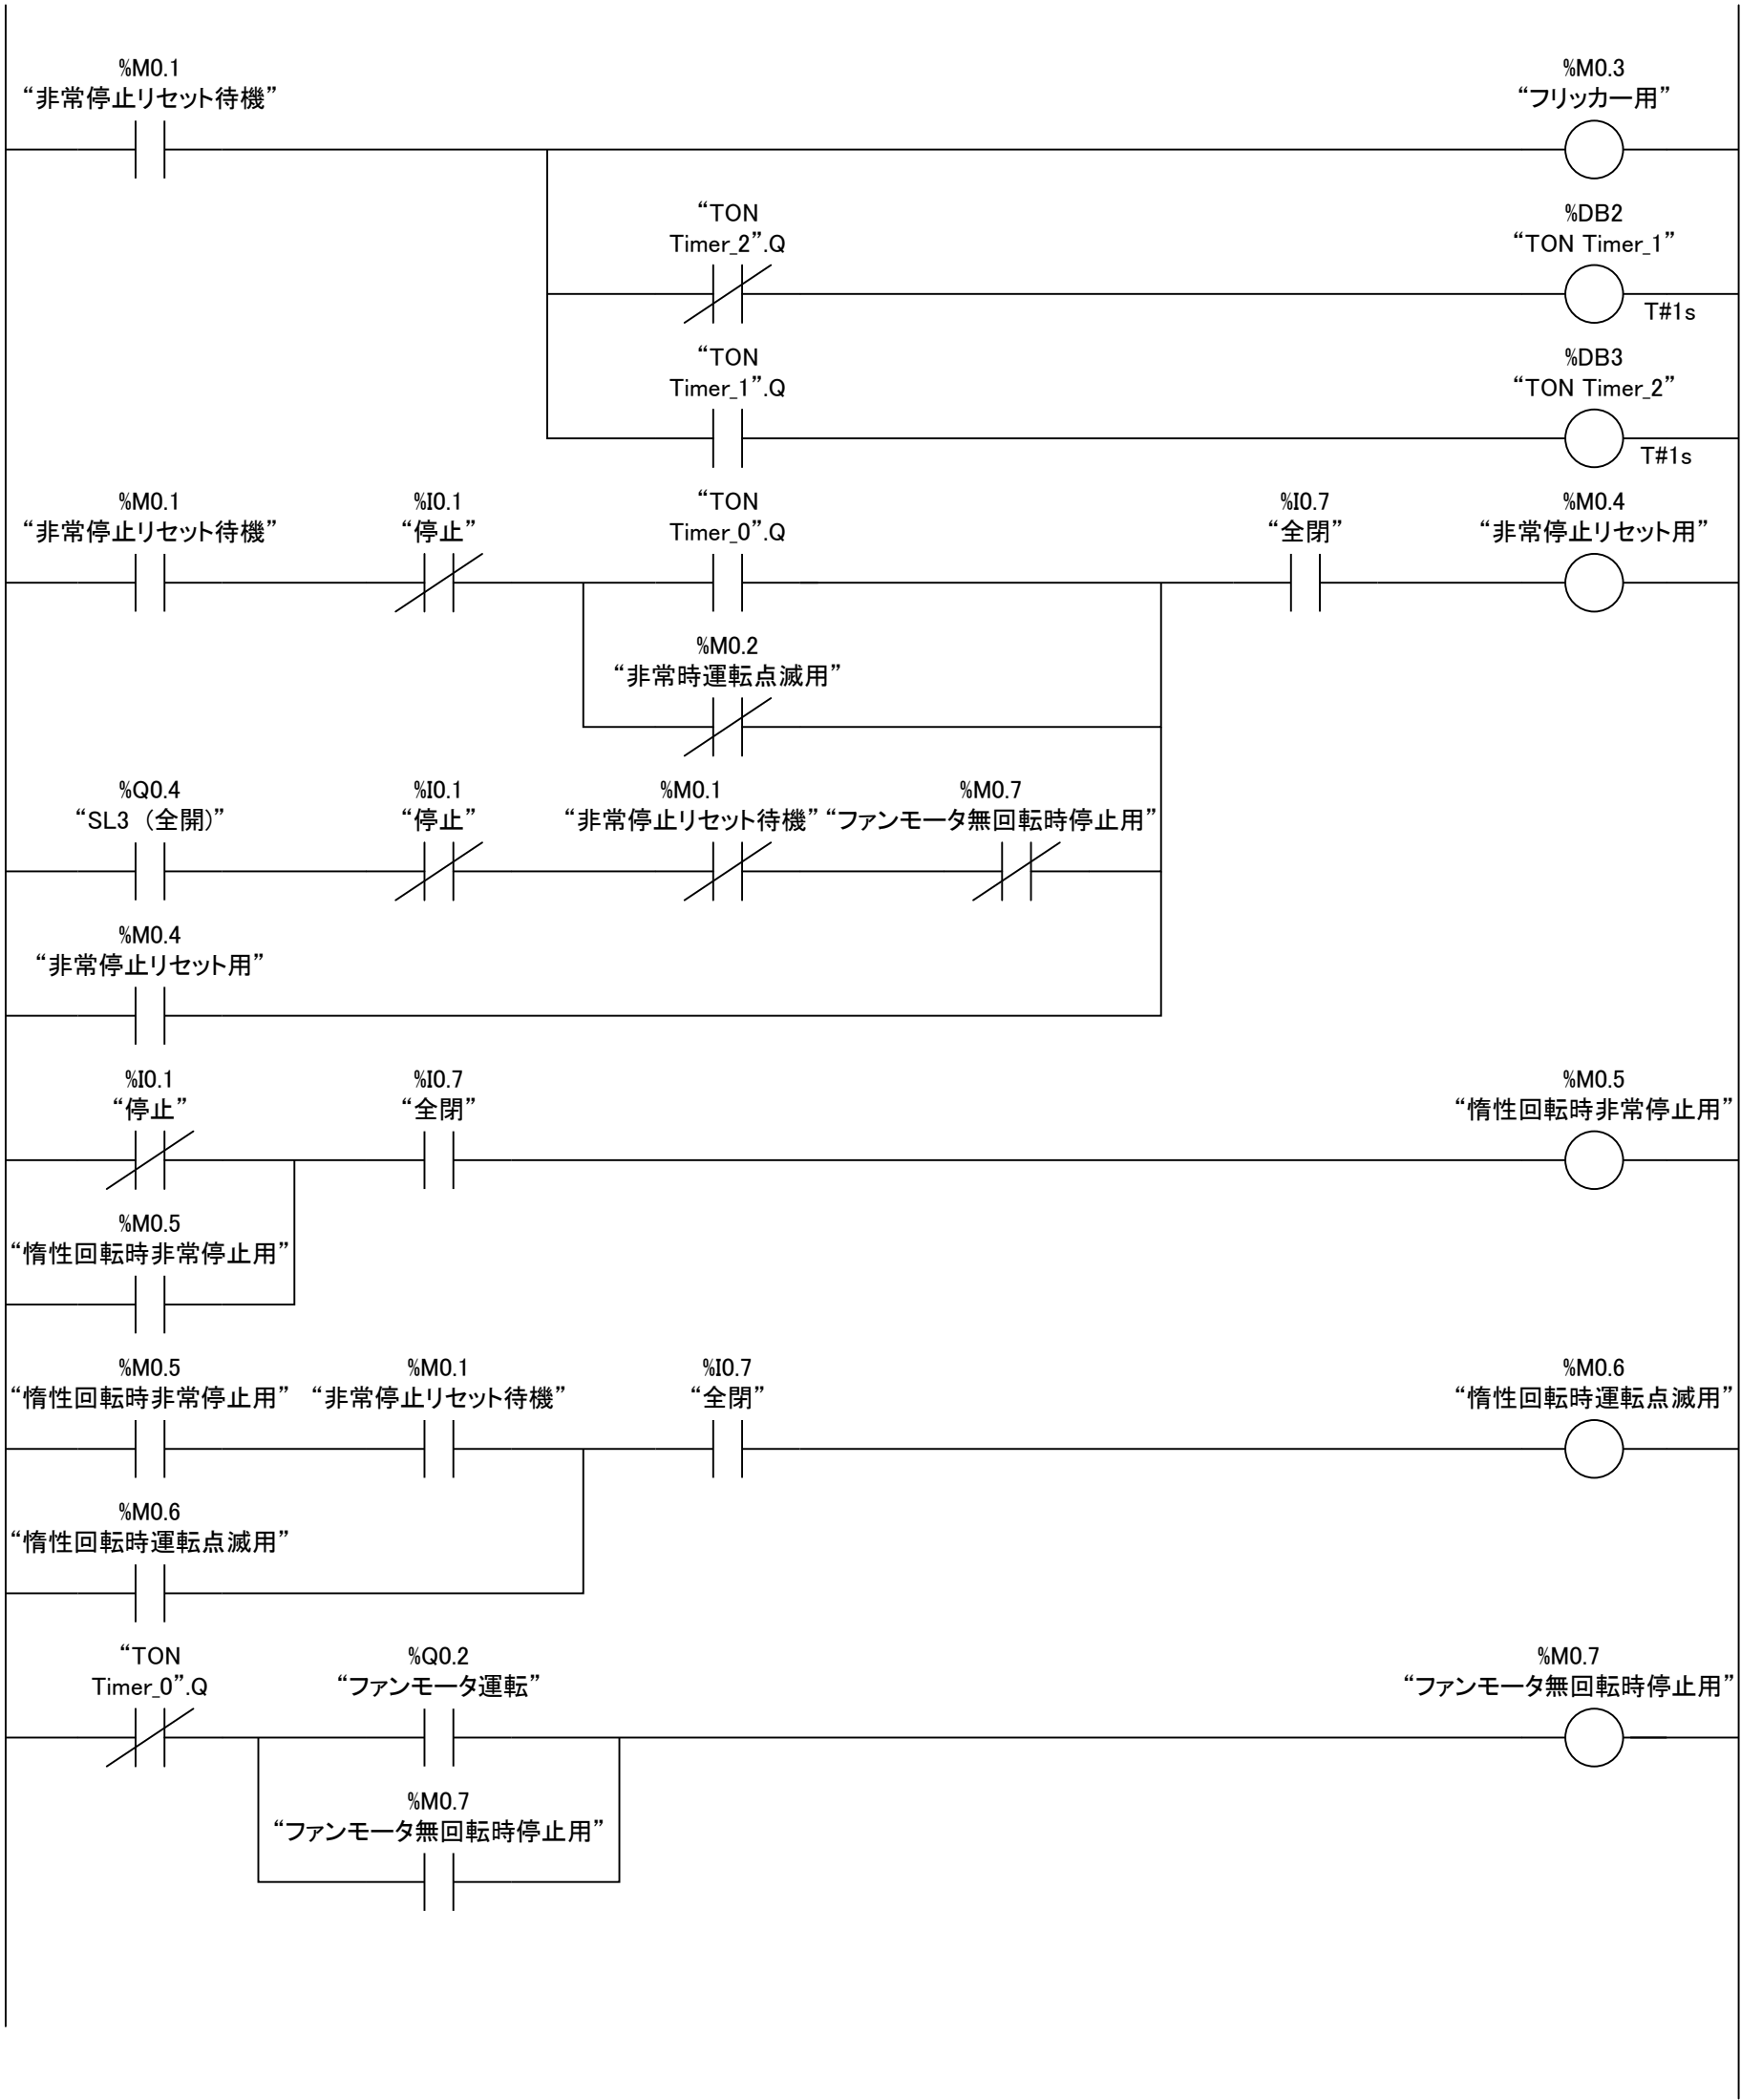 %M0.1
“非常停止リセット待機”
%M0.3
“フリッカー用”
“TON
Timer_2”.Q
%DB2
“TON Timer_1”
T#1s
“TON
Timer_1”.Q
%DB3
“TON Timer_2”
T#1s
%M0.1
“非常停止リセット待機”
%I0.1
“停止”
“TON
Timer_0”.Q
%I0.7
“全閉”
%M0.4
“非常停止リセット用”
%M0.2
“非常時運転点滅用”
%Q0.4
“SL3 （全開)”
%I0.1
“停止”
%M0.1
“非常停止リセット待機”
%M0.7
“ファンモータ無回転時停止用”
%M0.4
“非常停止リセット用”
%I0.1
“停止”
%I0.7
“全閉”
%M0.5
“惰性回転時非常停止用”
%M0.5
“惰性回転時非常停止用”
%M0.5
“惰性回転時非常停止用”
%M0.1
“非常停止リセット待機”
%I0.7
“全閉”
%M0.6
“惰性回転時運転点滅用”
%M0.6
“惰性回転時運転点滅用”
“TON
Timer_0”.Q
%Q0.2
“ファンモータ運転”
%M0.7
“ファンモータ無回転時停止用”
%M0.7
“ファンモータ無回転時停止用”